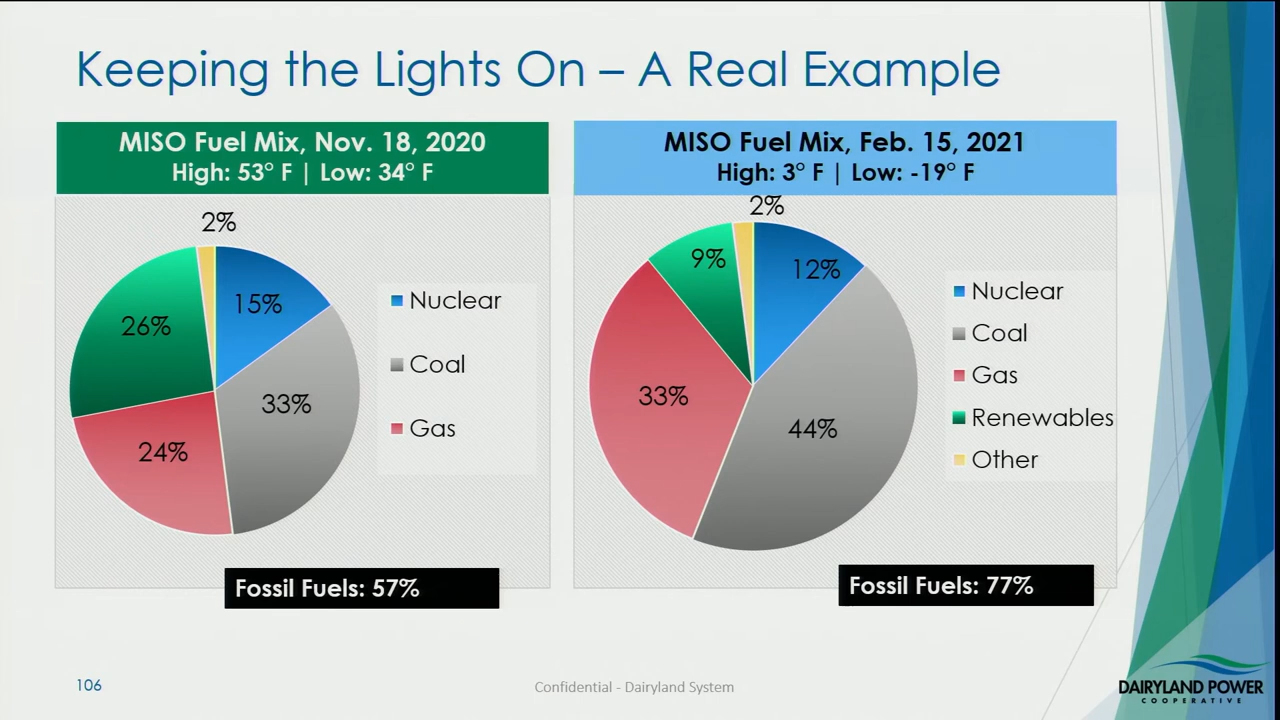 Keeping the Lights On – A Real Example
MISO Fuel Mix, Nov. 18, 2020
High: 53° F | Low: 34° F
2%
15%
26%
33%
24%
Nuclear
Coal
Gas
Fossil Fuels: 57%
MISO Fuel Mix, Feb. 15, 2021
High: 3° F | Low: -19° F
2%
9%
12%
33%
44%
Nuclear
Coal
Gas
Renewables
Other
Fossil Fuels: 77%
106
Confidential - Dairyland System
DAIRYLAND POWER
COOPERATIVE